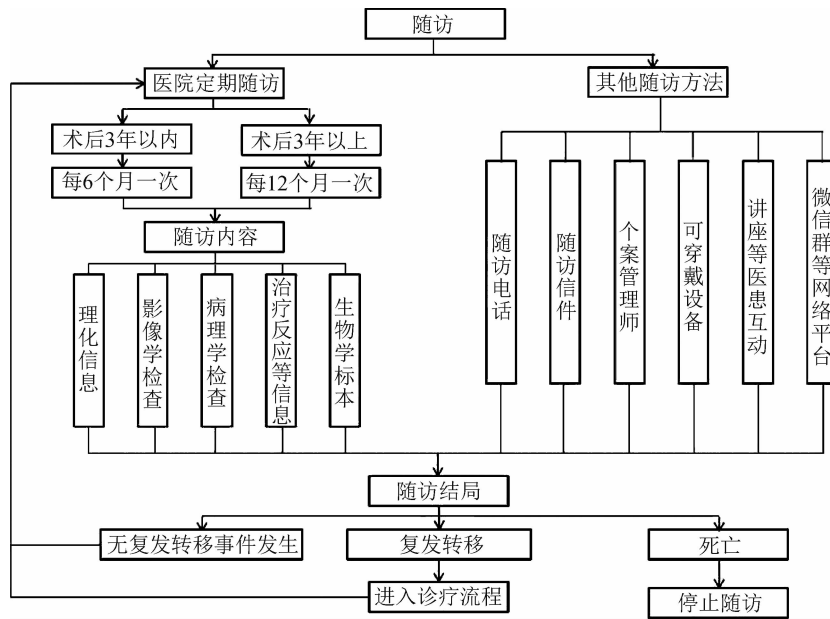 随访
医院定期随访
其他随访方法
术后3年以内
术后3年以上
每6个月一次
每12个月一次
随访内容
理化信息
影像学检查
病理学检查
治疗反应等信息
生物学标本
随访电话
随访信件
个案管理师
可穿戴设备
讲座等医患互动
微信群等网络平台
随访结局
无复发转移事件发生
复发转移
死亡
进入诊疗流程
停止随访